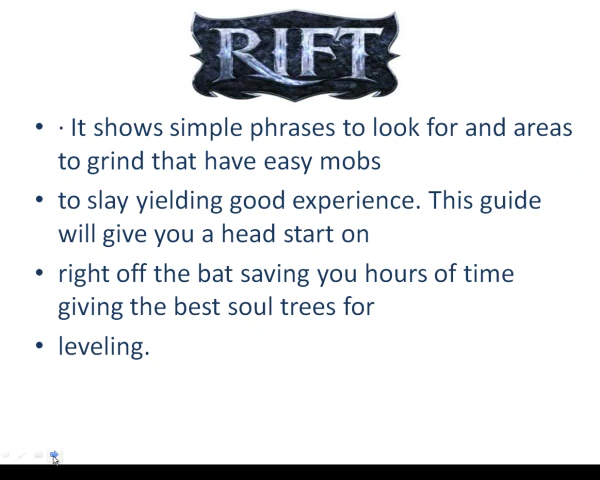 RIFT
• · It shows simple phrases to look for and areas
to grind that have easy mobs
• to slay yielding good experience. This guide
will give you a head start on
• right off the bat saving you hours of time
giving the best soul trees for
• leveling.